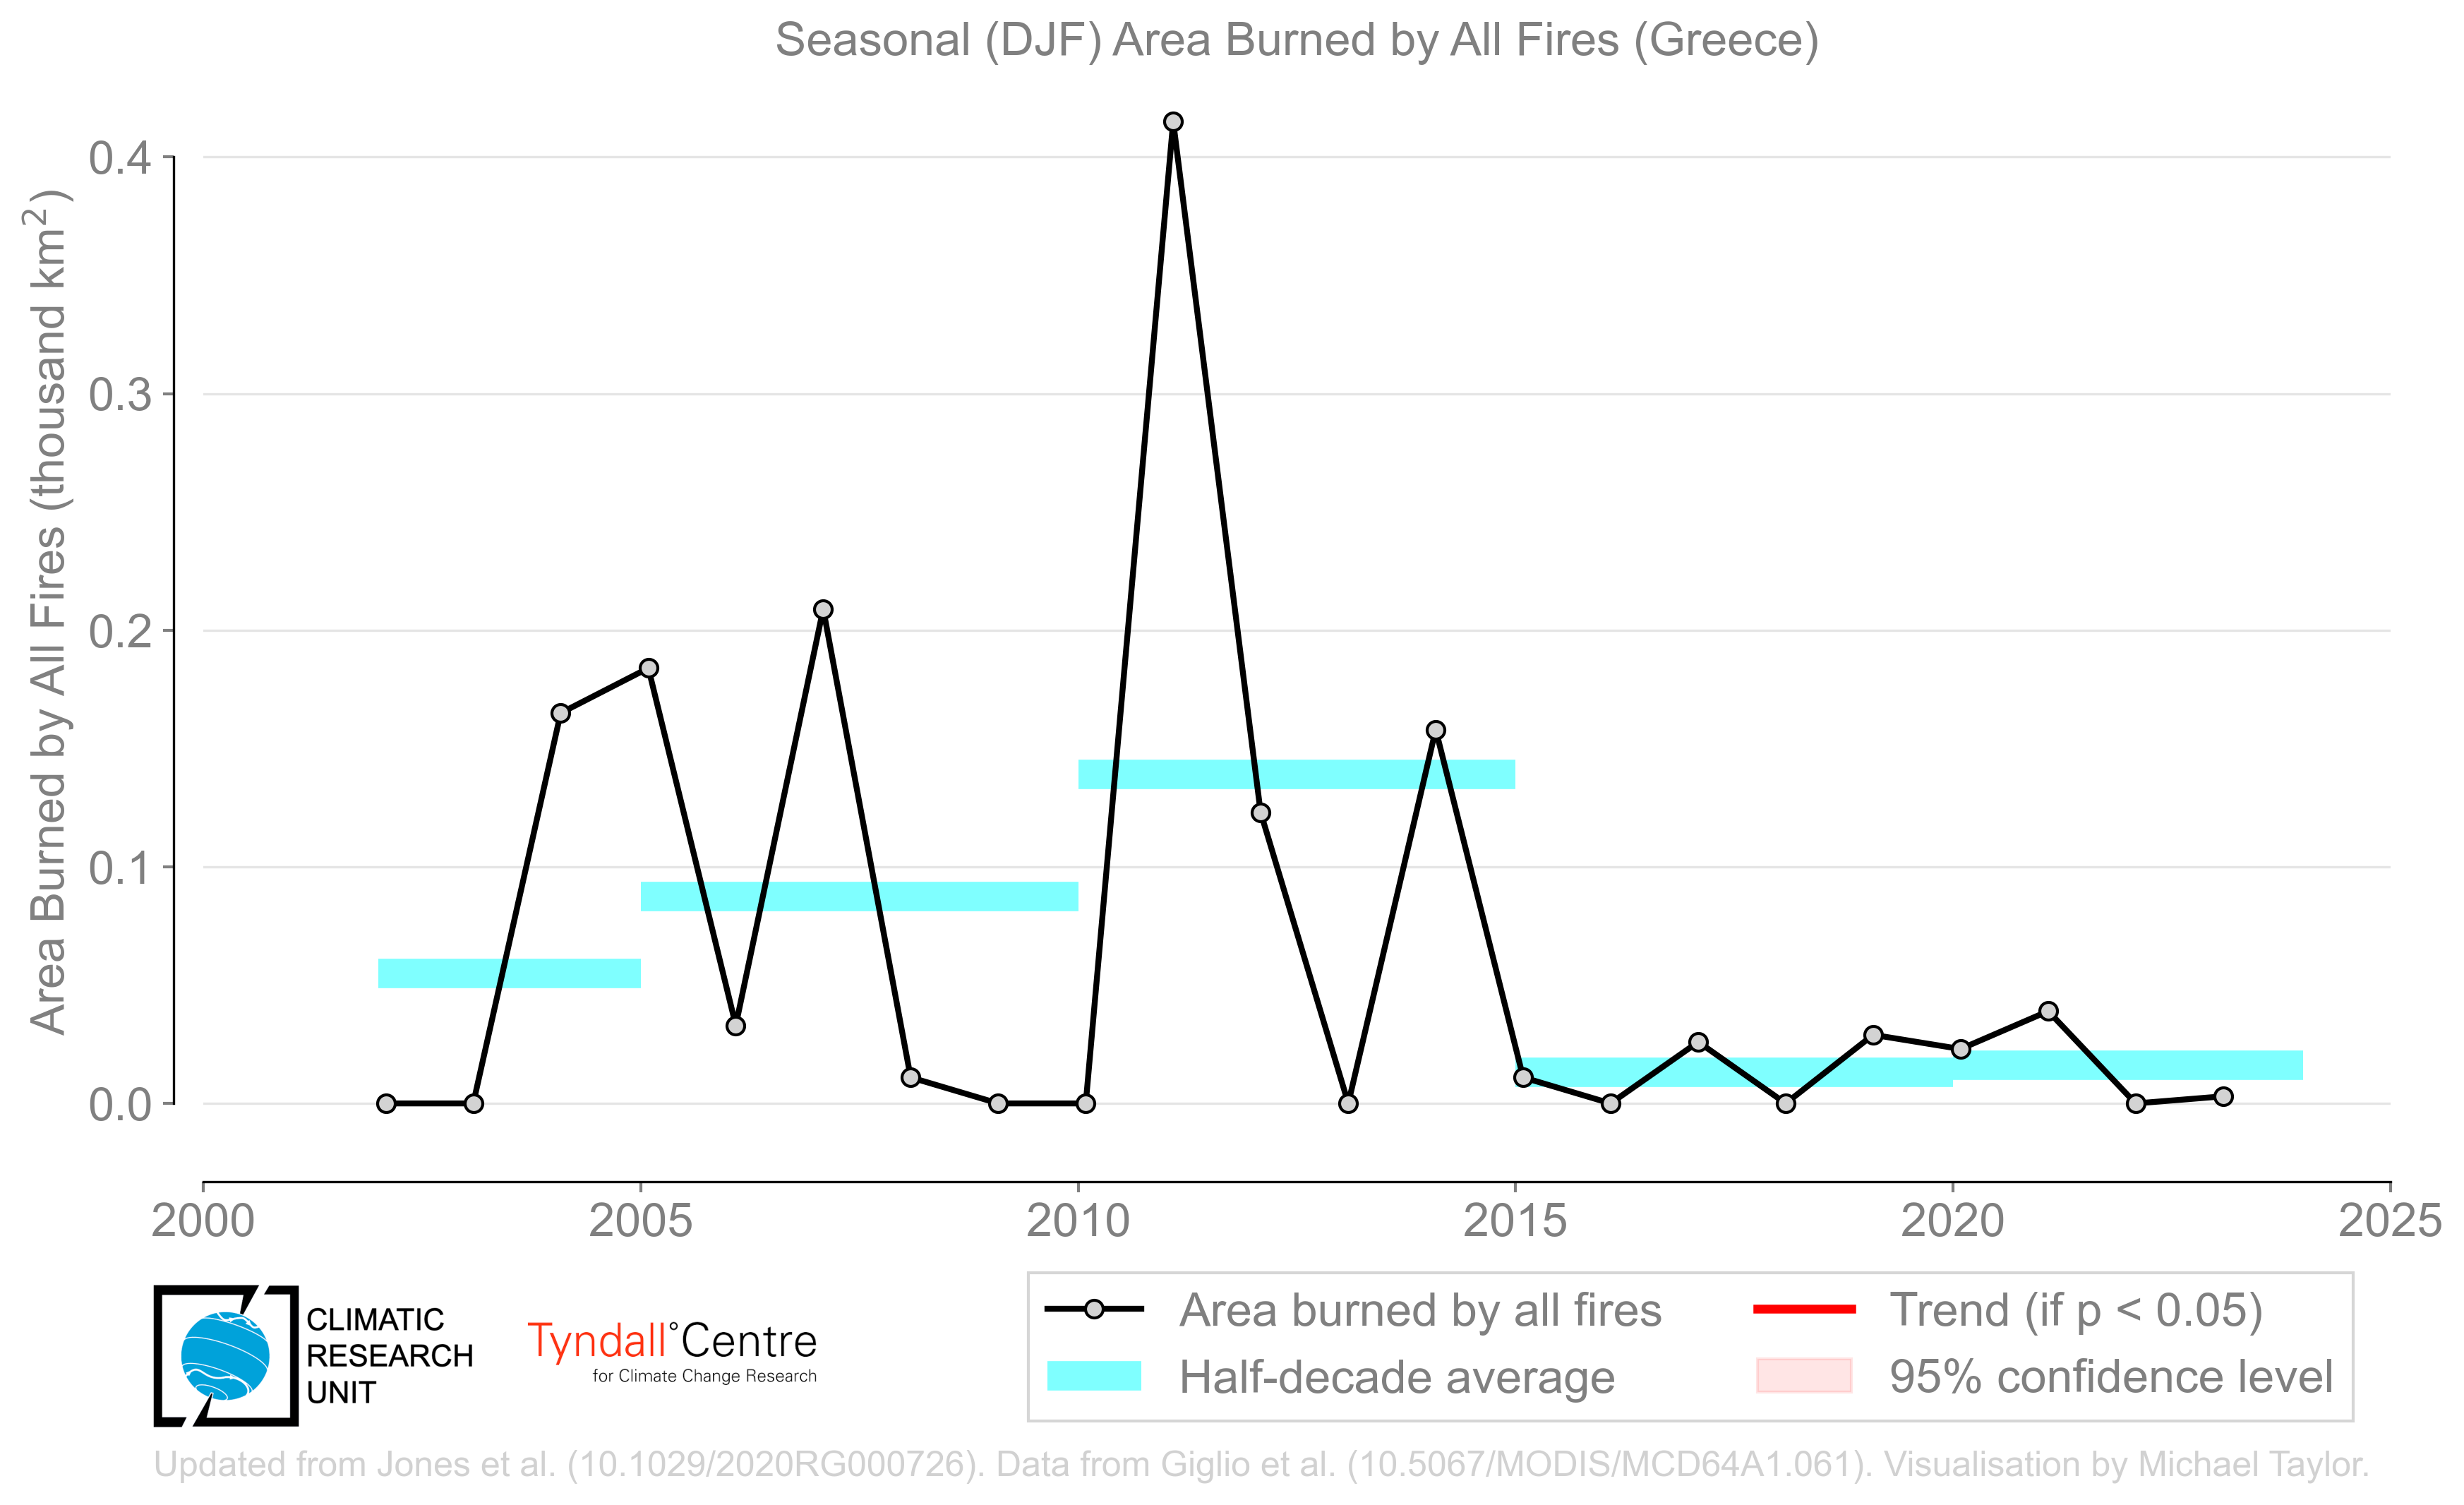 Seasonal (DJF) Area Burned by All Fires (Greece)
Area Burned by All Fires (thousand km²)
0.4
0.3
0.2
0.1
0.0
2000 2005 2010 2015 2020 2025
CLIMATIC
RESEARCH
UNIT
Tyndall°Centre
for Climate Change Research
Area burned by all fires
Half-decade average
Trend (if p < 0.05)
95% confidence level
Updated from Jones et al. (10.1029/2020RG000726). Data from Giglio et al. (10.5067/MODIS/MCD64A1.061). Visualisation by Michael Taylor.